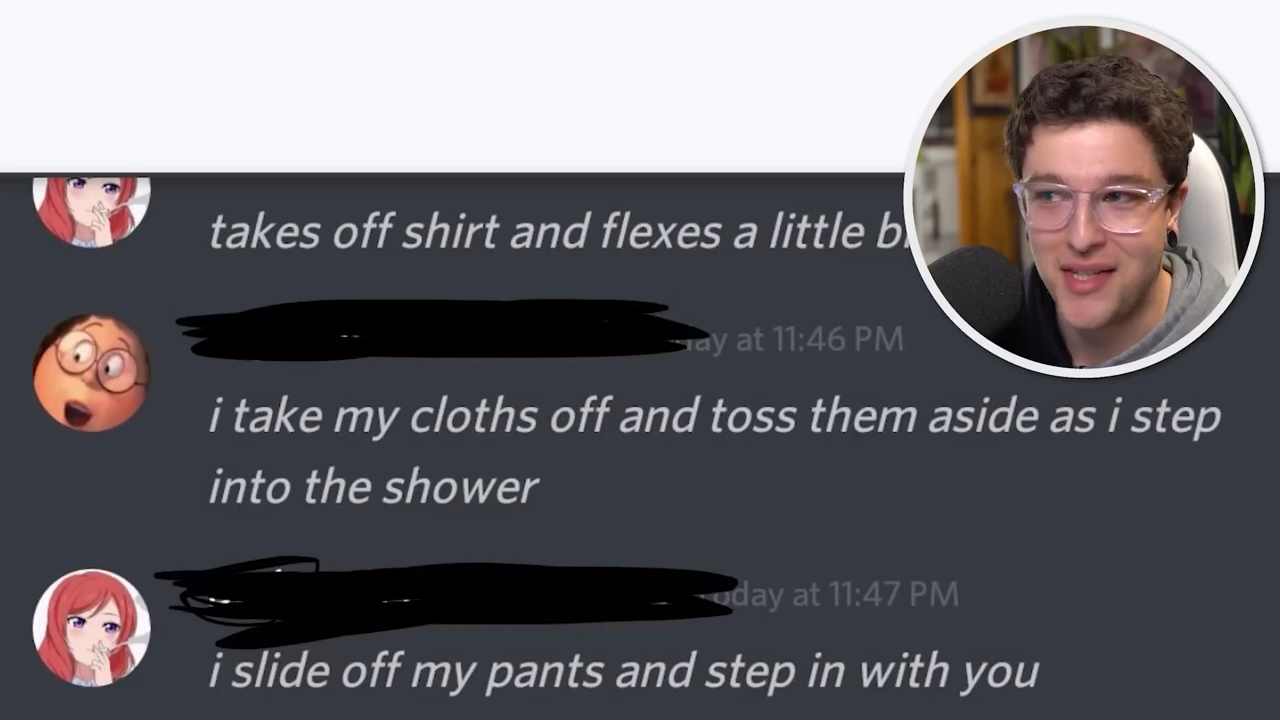 takes off shirt and flexes a little
at 11:46 PM
i take my cloths off and toss them aside as i step
into the shower
at 11:47 PM
i slide off my pants and step in with you